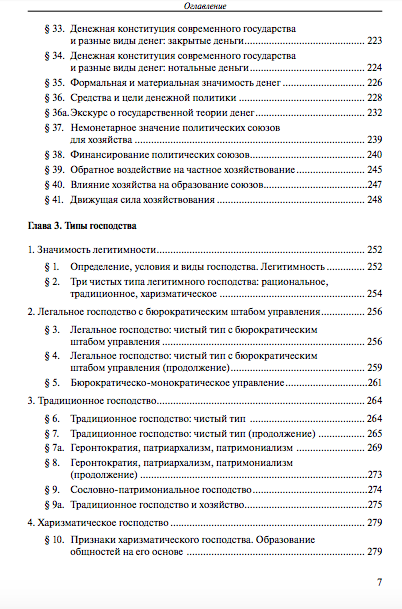 Оглавление
§ 33. Денежная конституция современного государства
и разные виды денег: закрытые деньги 223
§ 34. Денежная конституция современного государства
и разные виды денег: нотальные деньги 224
§ 35. Формальная и материальная значимость денег 226
§ 36. Средства и цели денежной политики 228
§ 36a. Экскурс о государственной теории денег 232
§ 37. Немонетарное значение политических союзов
для хозяйства 239
§ 38. Финансирование политических союзов 240
§ 39. Обратное воздействие на частное хозяйствование 245
§ 40. Влияние хозяйства на образование союзов 247
§ 41. Движущая сила хозяйствования 248
Глава 3. Типы господства
1. Значимость легитимности 252
§ 1. Определение, условия и виды господства. Легитимность 252
§ 2. Три чистых типа легитимного господства: рациональное,
традиционное, харизматическое 254
2. Легальное господство с бюрократическим штабом управления 256
§ 3. Легальное господство: чистый тип с бюрократическим
штабом управления 256
§ 4. Легальное господство: чистый тип с бюрократическим
штабом управления (продолжение) 259
§ 5. Бюрократическо-монократическое управление 261
3. Традиционное господство 264
§ 6. Традиционное господство: чистый тип 264
§ 7. Традиционное господство: чистый тип (продолжение) 265
§ 7a. Геронтократия, патриархализм, патримониализм 269
§ 8. Геронтократия, патриархализм, патримониализм
(продолжение) 273
§ 9. Сословно-патримониальное господство 274
§ 9a. Традиционное господство и хозяйство 275
4. Харизматическое господство 279
§ 10. Признаки харизматического господства. Образование
общностей на его основе 279
7